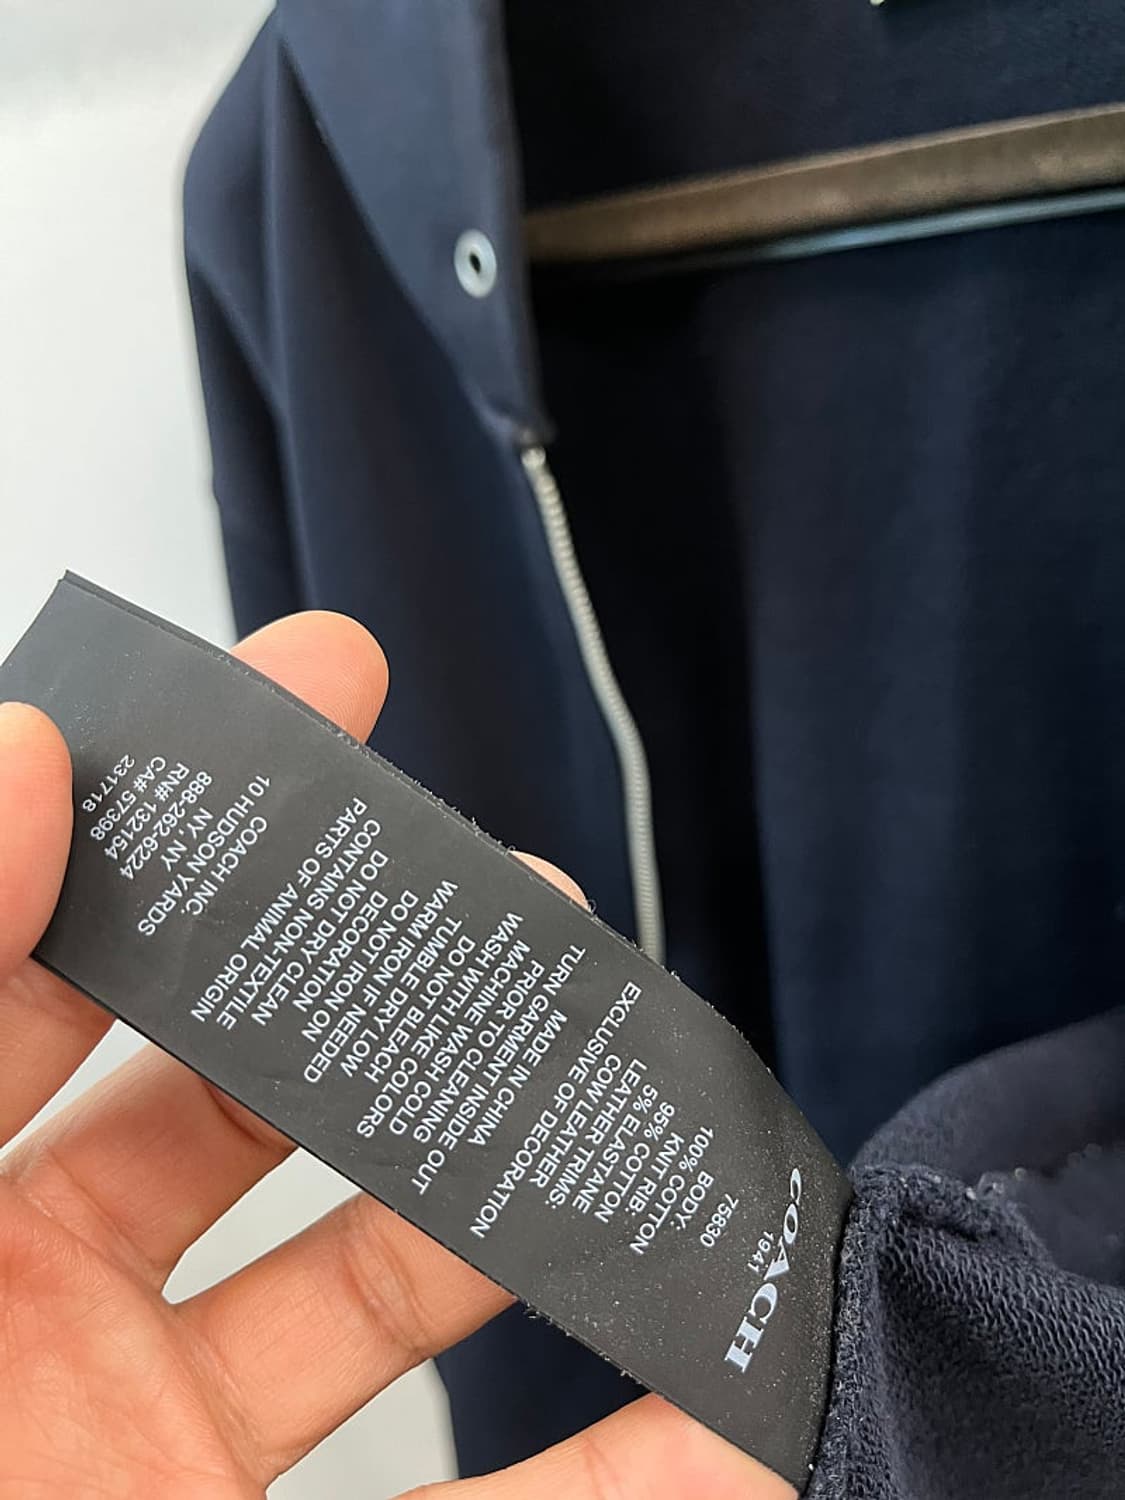 COACH
1941
75830
BODY:
100% COTTON
KNIT RIB:
95% COTTON
5% ELASTANE
LEATHER TRIMS:
COW LEATHER:
EXCLUSIVE OF DECORATION
MADE IN CHINA
TURN GARMENT INSIDE OUT
PRIOR TO CLEANING
MACHINE WASH COLD
WASH WITH LIKE COLORS
DO NOT BLEACH
TUMBLE DRY LOW
WARM IRON IF NEEDED
DO NOT IRON ON
DECORATION
DO NOT DRY CLEAN
CONTAINS NON-TEXTILE
PARTS OF ANIMAL ORIGIN
COACH INC.
10 HUDSON YARDS
NY, NY
888-262-6224
RN# 132154
CA# 57398
231718